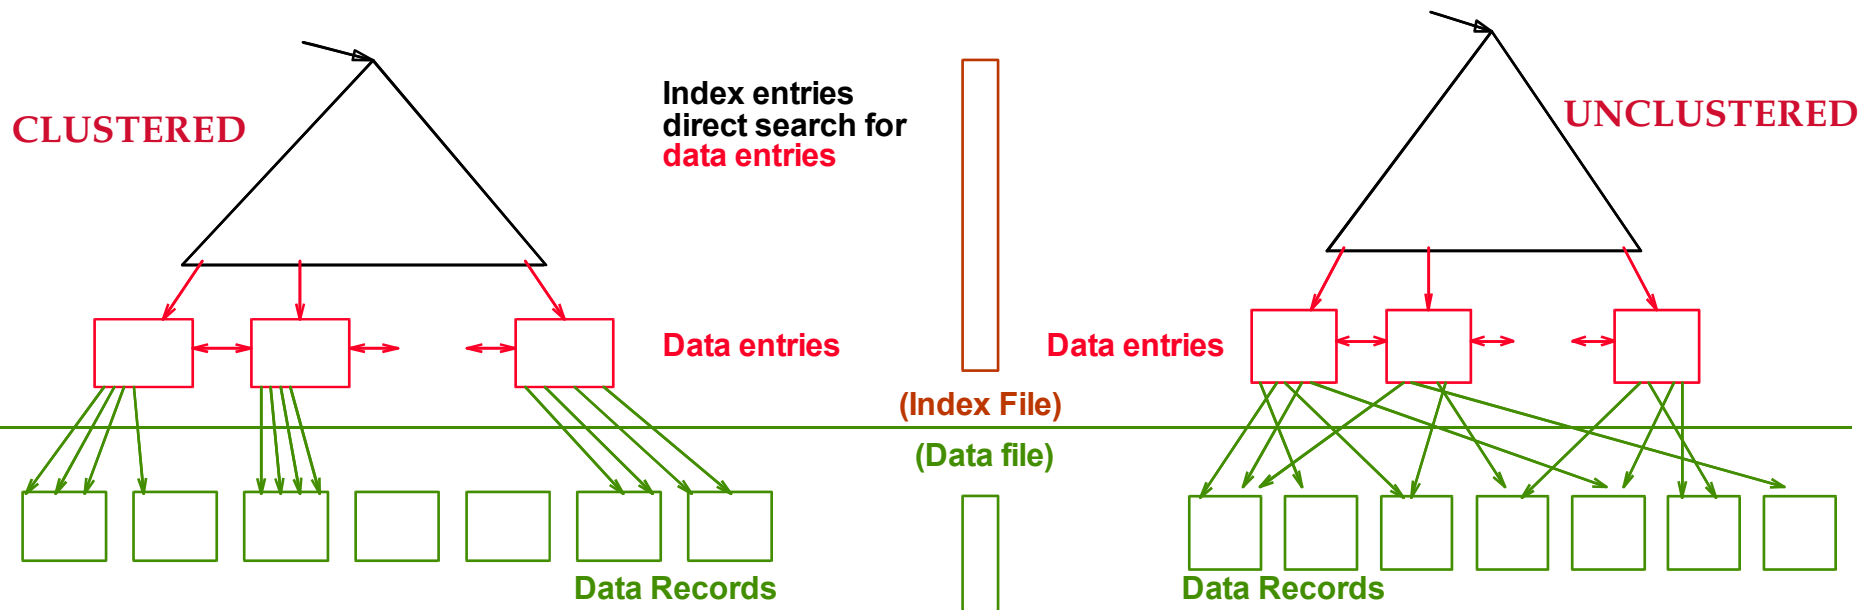 CLUSTERED
Index entries
direct search for
data entries
UNCLUSTERED
Data entries
Data entries
(Index File)
(Data file)
Data Records
Data Records